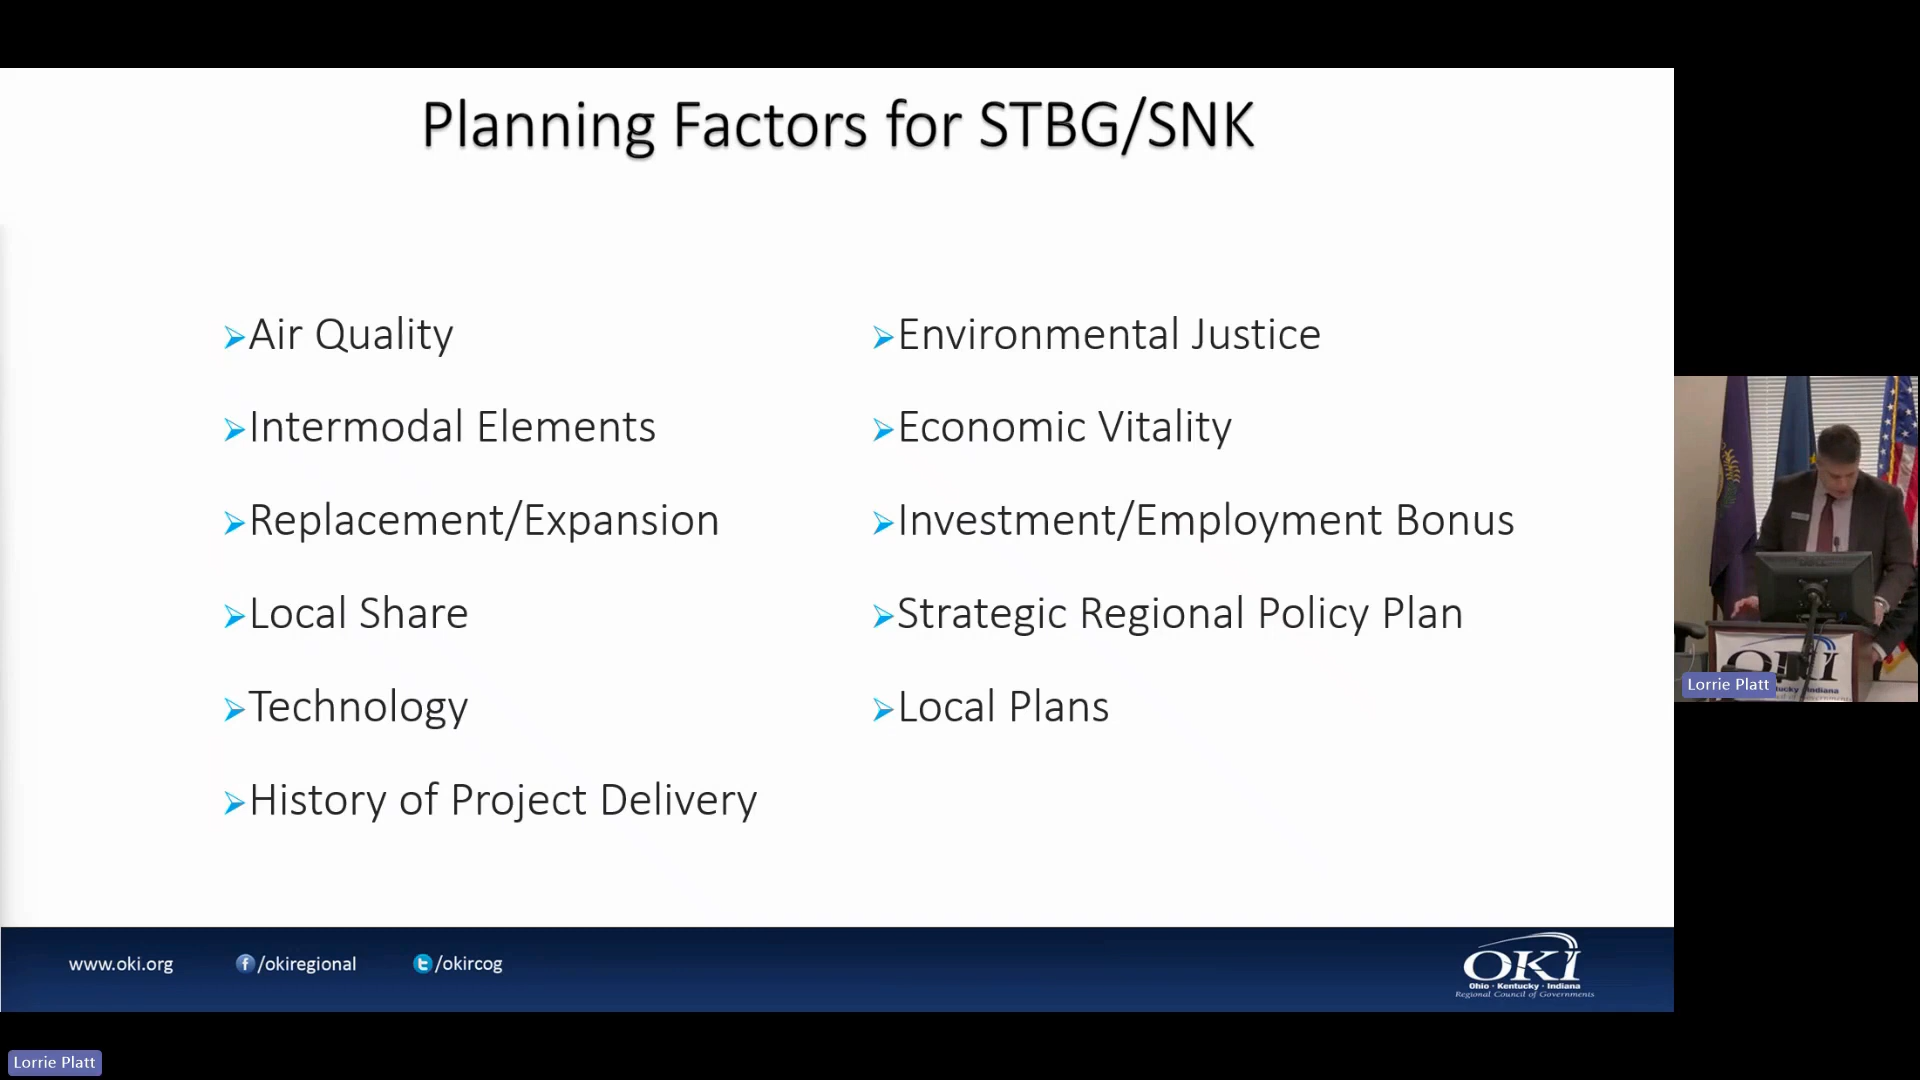 Planning Factors for STBG/SNK
Air Quality
Intermodal Elements
Replacement/Expansion
Local Share
Technology
History of Project Delivery
Environmental Justice
Economic Vitality
Investment/Employment Bonus
Strategic Regional Policy Plan
Local Plans
www.oki.org
/okiregional
/okircog
OKI
Ohio · Kentucky · Indiana
Regional Council of Governments
OKI
Lorrie Platt
Lorrie Platt